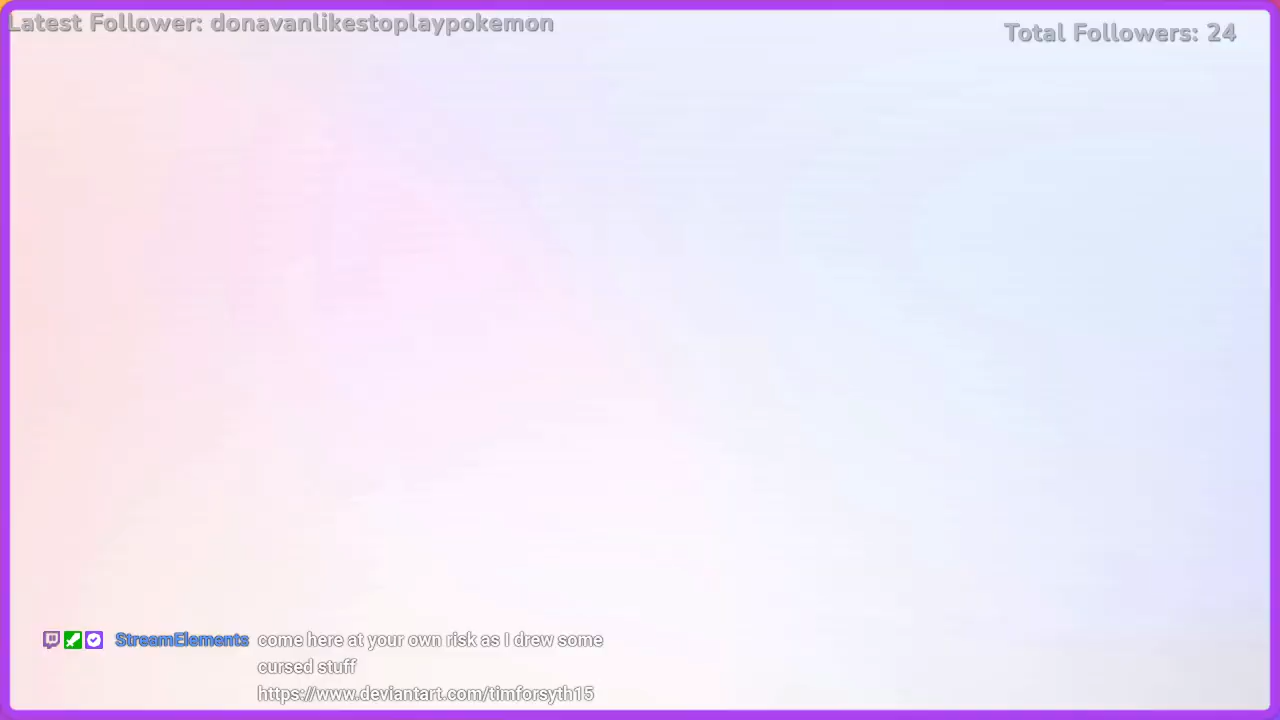 Latest Follower: donavanlikestoplaypokemon
Total Followers: 24
StreamElements come here at your own risk as I drew some
cursed stuff
https://www.deviantart.com/timforsyth15